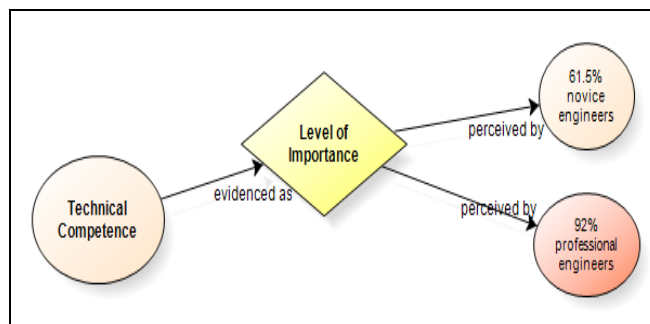 Technical
Competence
evidenced as
Level of
Importance
perceived by
61.5%
novice
engineers
perceived by
92%
professional
engineers